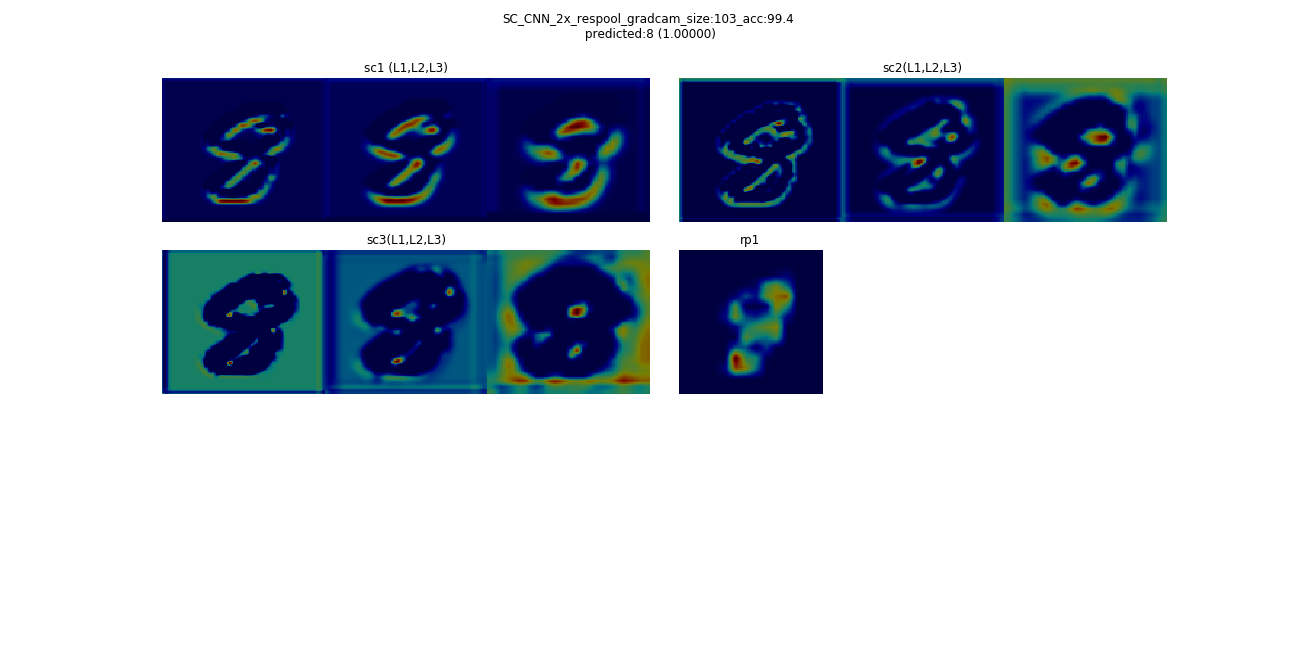 SC_CNN_2x_respool_gradcam_size:103_acc:99.4
predicted:8 (1.00000)
sc1 (L1,L2,L3)
sc2(L1,L2,L3)
sc3(L1,L2,L3)
rp1